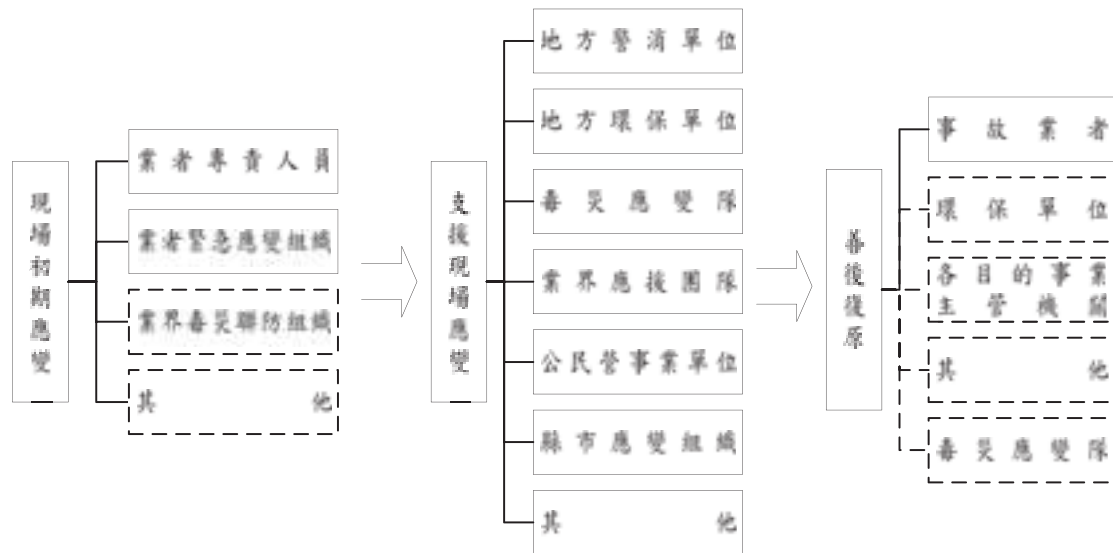 現場初期應變
業者專責人員
業者緊急應變組織
業界毒災聯防組織
其他
支援現場應變
地方警消單位
地方環保單位
毒災應變隊
業界應援團隊
公民營事業單位
縣市應變組織
其他
善後復原
事故業者
環保單位
各目的事業
主管機關
其他
毒災應變隊